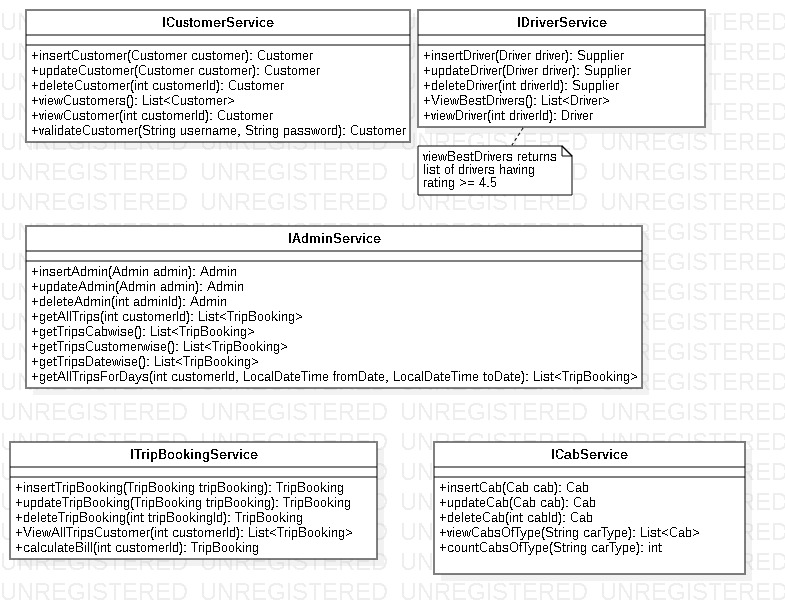 ICustomerService
+insertCustomer(Customer customer): Customer
+updateCustomer(Customer customer): Customer
+deleteCustomer(int customerId): Customer
+viewCustomers(): List<Customer>
+viewCustomer(int customerId): Customer
+validateCustomer(String username, String password): Customer
IDriverService
+insertDriver(Driver driver): Supplier
+updateDriver(Driver driver): Supplier
+deleteDriver(int driverId): Supplier
+ViewBestDrivers(): List<Driver>
+viewDriver(int driverId): Driver
viewBestDrivers returns
list of drivers having
rating >= 4.5
IAdminService
+insertAdmin(Admin admin): Admin
+updateAdmin(Admin admin): Admin
+deleteAdmin(int adminId): Admin
+getAllTrips(int customerId): List<TripBooking>
+getTripsCabwise(): List<TripBooking>
+getTripsCustomerwise(): List<TripBooking>
+getTripsDatewise(): List<TripBooking>
+getAllTripsForDays(int customerId, LocalDateTime fromDate, LocalDateTime toDate): List<TripBooking>
UNREGISTERED UNREGISTERED UNREGISTERED UNREGISTERED
ITripBookingService
+insertTripBooking(TripBooking tripBooking): TripBooking
+updateTripBooking(TripBooking tripBooking): TripBooking
+deleteTripBooking(int tripBookingId): TripBooking
+ViewAllTripsCustomer(int customerId): List<TripBooking>
+calculateBill(int customerId): TripBooking
ICabService
+insertCab(Cab cab): Cab
+updateCab(Cab cab): Cab
+deleteCab(int cabId): Cab
+viewCabsOfType(String carType): List<Cab>
+countCabsOfType(String carType): int